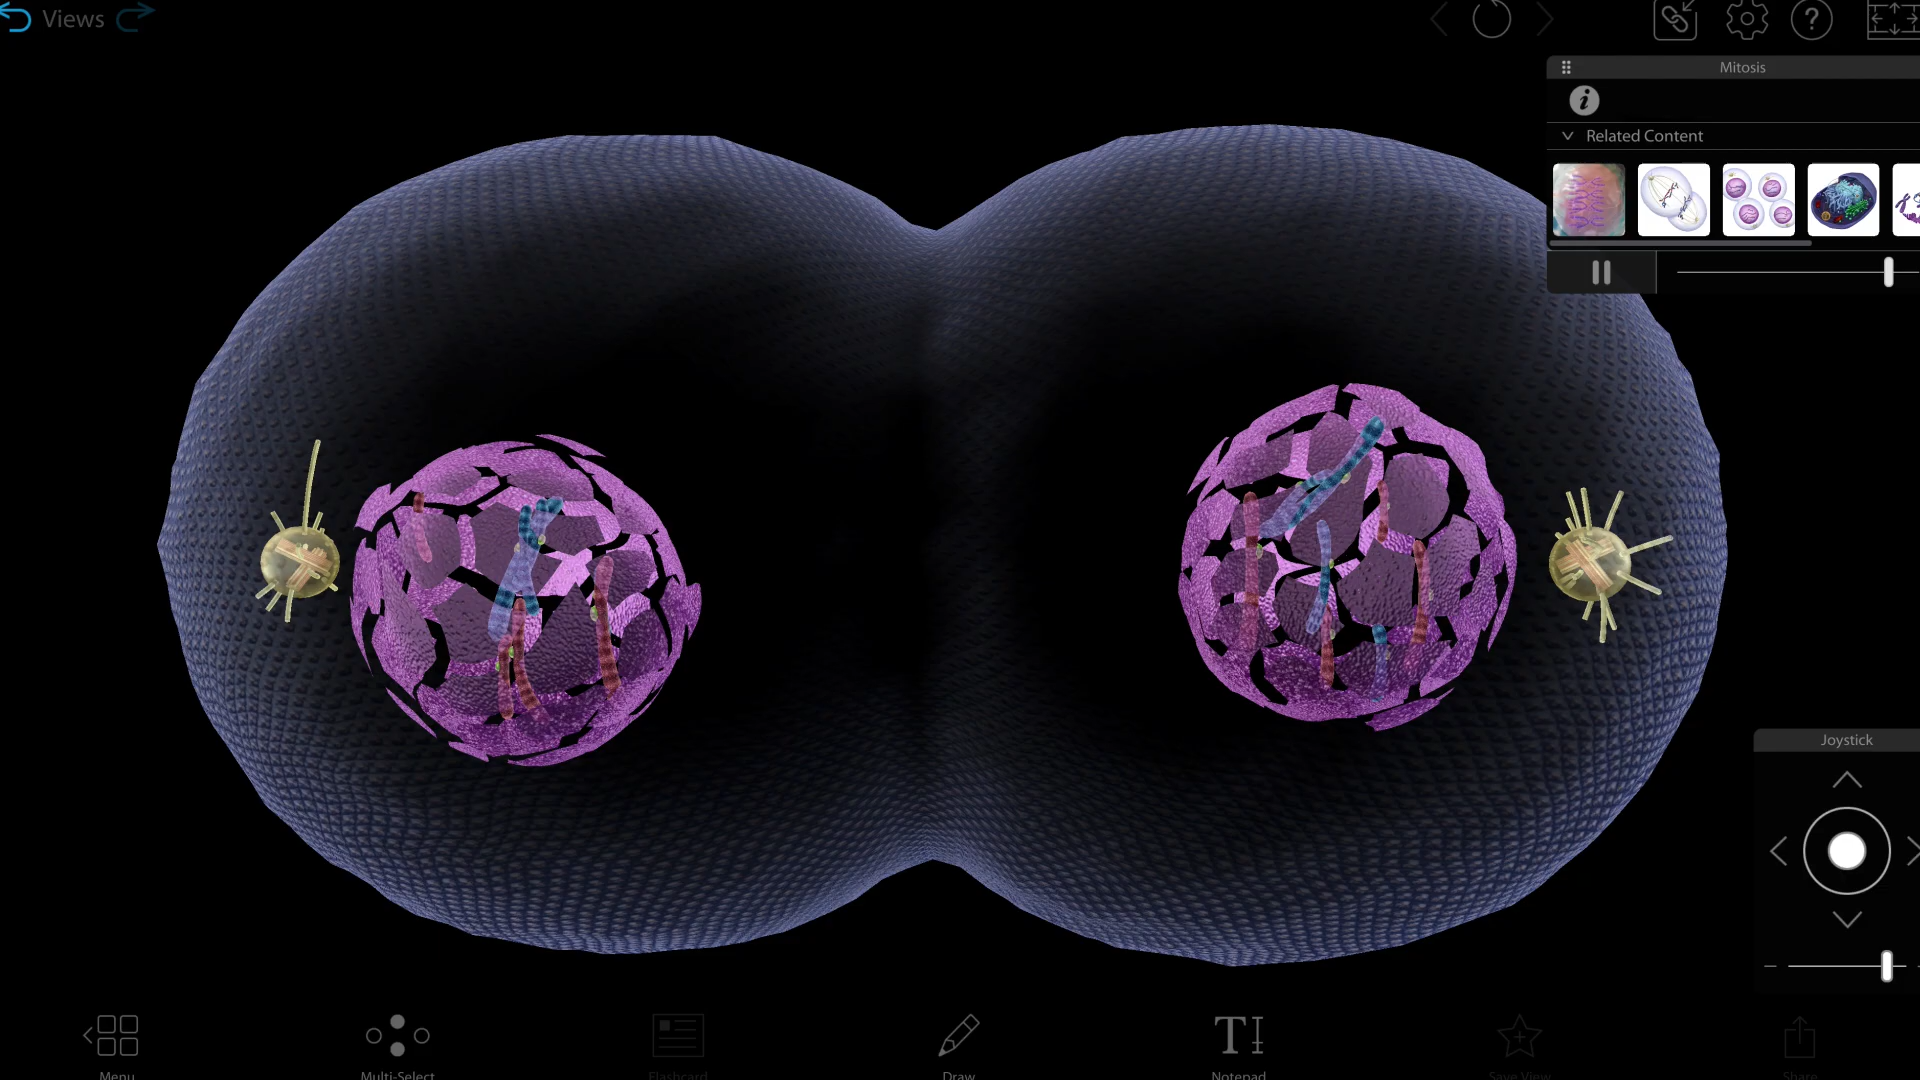 Views
Mitosis
Related Content
Joystick
Menu
Multi-Select
Flashcard
Draw
Notepad
Save View
Share